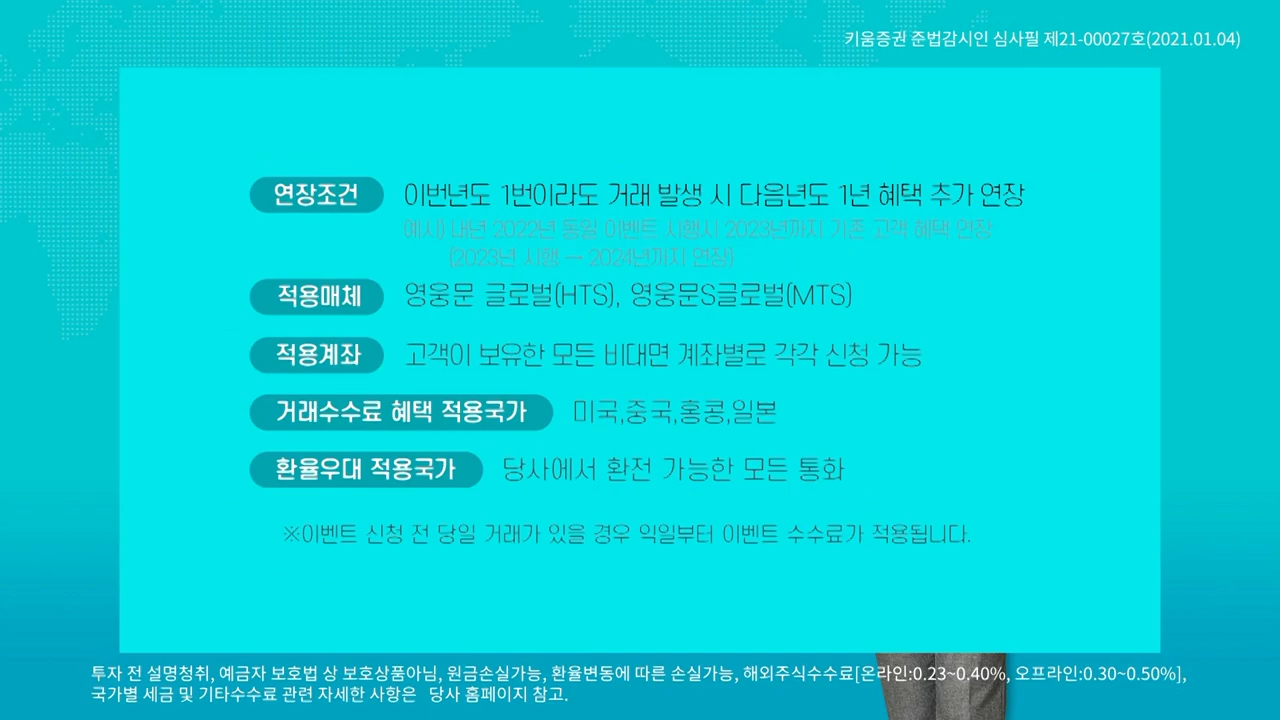 키움증권 준법감시인 심사필 제21-00027호(2021.01.04)
연장조건 이번년도 1번이라도 거래 발생 시 다음년도 1년 혜택 추가 연장
예시) 내년 2022년 동일 이벤트 시행시 2023년까지 기존 고객 혜택 연장
(2023년 시행 → 2024년까지 연장)
적용매체 영웅문 글로벌(HTS), 영웅문S글로벌(MTS)
적용계좌 고객이 보유한 모든 비대면 계좌별로 각각 신청 가능
거래수수료 혜택 적용국가 미국,중국,홍콩,일본
환율우대 적용국가 당사에서 환전 가능한 모든 통화
※이벤트 신청 전 당일 거래가 있을 경우 익일부터 이벤트 수수료가 적용됩니다.
투자 전 설명청취, 예금자 보호법 상 보호상품아님, 원금손실가능, 환율변동에 따른 손실가능, 해외주식수수료[온라인:0.23~0.40%, 오프라인:0.30~0.50%],
국가별 세금 및 기타수수료 관련 자세한 사항은 당사 홈페이지 참고.